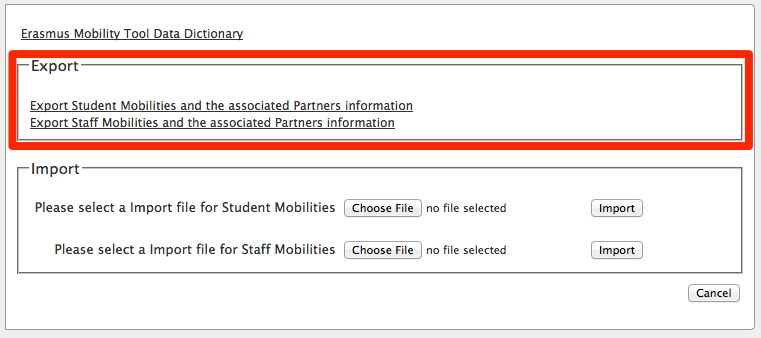 Erasmus Mobility Tool Data Dictionary
Export
Export Student Mobilities and the associated Partners information
Export Staff Mobilities and the associated Partners information
Import
Please select a Import file for Student Mobilities Choose File no file selected Import
Please select a Import file for Staff Mobilities Choose File no file selected Import
Cancel